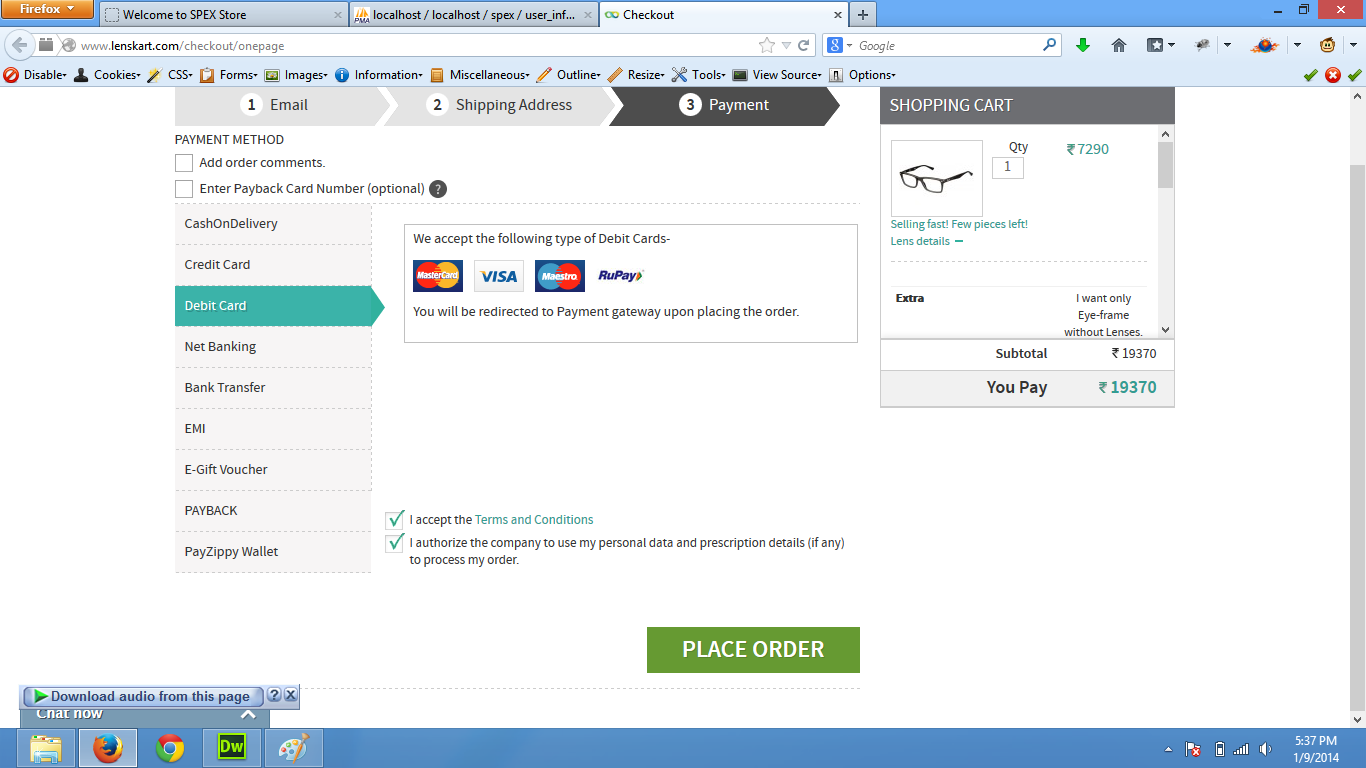 Firefox
Welcome to SPEX Store
PMA localhost / localhost / spex / user_inf...
Checkout
www.lenskart.com/checkout/onepage
Google
Disable Cookies CSS Forms Images Information Miscellaneous Outline Resize Tools View Source Options
1 Email
2 Shipping Address
3 Payment
PAYMENT METHOD
Add order comments.
Enter Payback Card Number (optional) ?
CashOnDelivery
Credit Card
Debit Card
Net Banking
Bank Transfer
EMI
E-Gift Voucher
PAYBACK
PayZippy Wallet
We accept the following type of Debit Cards-
MasterCard VISA Maestro RuPay
You will be redirected to Payment gateway upon placing the order.
I accept the Terms and Conditions
I authorize the company to use my personal data and prescription details (if any)
to process my order.
PLACE ORDER
SHOPPING CART
Qty
1
₹ 7290
Selling fast! Few pieces left!
Lens details
Extra
I want only
Eye-frame
without Lenses.
Subtotal ₹ 19370
You Pay ₹ 19370
Download audio from this page ?
Chat now
Dw
5:37 PM
1/9/2014